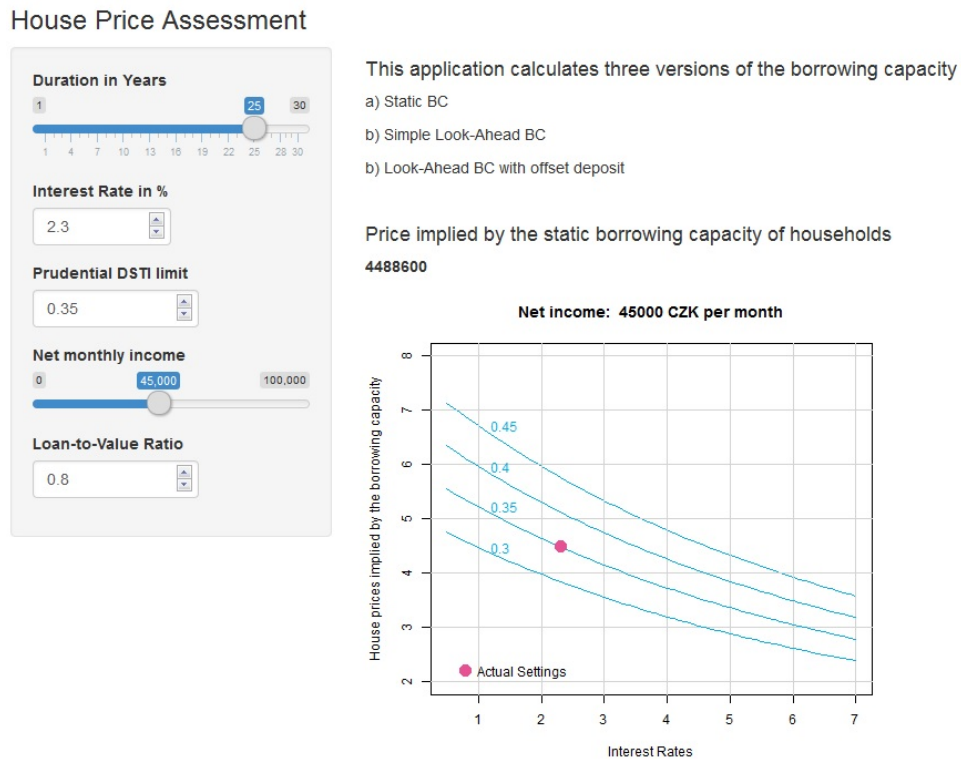 House Price Assessment
Duration in Years
1 25 30
1 4 7 10 13 16 19 22 25 28 30
Interest Rate in %
2.3
Prudential DSTI limit
0.35
Net monthly income
0 45,000 100,000
Loan-to-Value Ratio
0.8
This application calculates three versions of the borrowing capacity
a) Static BC
b) Simple Look-Ahead BC
b) Look-Ahead BC with offset deposit
Price implied by the static borrowing capacity of households
4488600
Net income: 45000 CZK per month
House prices implied by the borrowing capacity
8
7
6
5
4
3
2
0.45
0.4
0.35
0.3
Actual Settings
1 2 3 4 5 6 7
Interest Rates